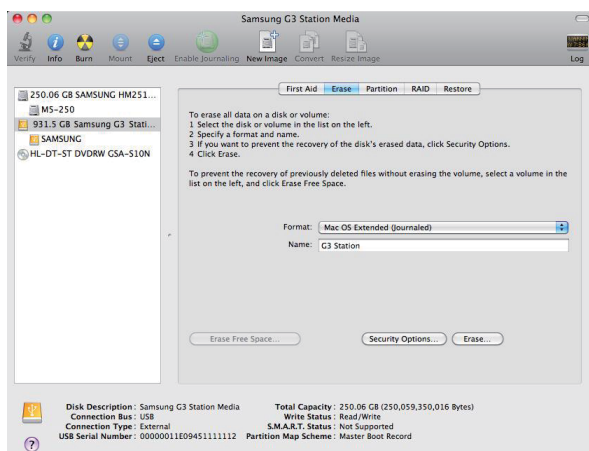 Samsung G3 Station Media
Verify Info Burn Mount Eject Enable Journaling New Image Convert Resize Image Log
250.06 GB SAMSUNG HM251...
MS-250
931.5 GB Samsung G3 Stati...
SAMSUNG
HL-DT-ST DVDRW GSA-S10N
First Aid Erase Partition RAID Restore
To erase all data on a disk or volume:
1 Select the disk or volume in the list on the left.
2 Specify a format and name.
3 If you want to prevent the recovery of the disk's erased data, click Security Options.
4 Click Erase.
To prevent the recovery of previously deleted files without erasing the volume, select a volume in the
list on the left, and click Erase Free Space.
Format: Mac OS Extended (Journaled)
Name: G3 Station
Erase Free Space... Security Options... Erase...
Disk Description : Samsung G3 Station Media Total Capacity : 250.06 GB (250,059,350,016 Bytes)
Connection Bus : USB Write Status : Read/Write
Connection Type : External S.M.A.R.T. Status : Not Supported
USB Serial Number : 00000011E09451111112 Partition Map Scheme : Master Boot Record
?